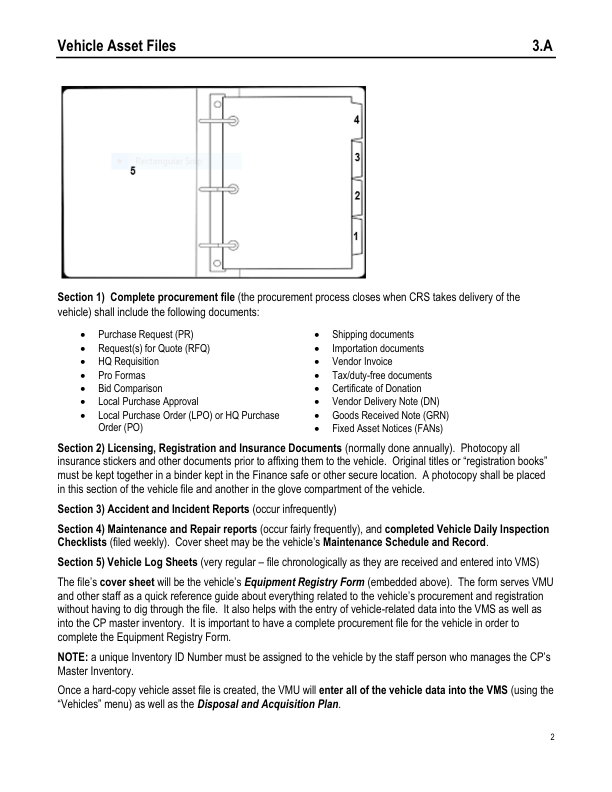 Vehicle Asset Files 3.A
4
3
Rectangular Snip
5
2
1
Section 1) Complete procurement file (the procurement process closes when CRS takes delivery of the
vehicle) shall include the following documents:
• Purchase Request (PR)
• Request(s) for Quote (RFQ)
• HQ Requisition
• Pro Formas
• Bid Comparison
• Local Purchase Approval
• Local Purchase Order (LPO) or HQ Purchase
Order (PO)
• Shipping documents
• Importation documents
• Vendor Invoice
• Tax/duty-free documents
• Certificate of Donation
• Vendor Delivery Note (DN)
• Goods Received Note (GRN)
• Fixed Asset Notices (FANs)
Section 2) Licensing, Registration and Insurance Documents (normally done annually). Photocopy all
insurance stickers and other documents prior to affixing them to the vehicle. Original titles or “registration books”
must be kept together in a binder kept in the Finance safe or other secure location. A photocopy shall be placed
in this section of the vehicle file and another in the glove compartment of the vehicle.
Section 3) Accident and Incident Reports (occur infrequently)
Section 4) Maintenance and Repair reports (occur fairly frequently), and completed Vehicle Daily Inspection
Checklists (filed weekly). Cover sheet may be the vehicle’s Maintenance Schedule and Record.
Section 5) Vehicle Log Sheets (very regular – file chronologically as they are received and entered into VMS)
The file’s cover sheet will be the vehicle’s Equipment Registry Form (embedded above). The form serves VMU
and other staff as a quick reference guide about everything related to the vehicle’s procurement and registration
without having to dig through the file. It also helps with the entry of vehicle-related data into the VMS as well as
into the CP master inventory. It is important to have a complete procurement file for the vehicle in order to
complete the Equipment Registry Form.
NOTE: a unique Inventory ID Number must be assigned to the vehicle by the staff person who manages the CP’s
Master Inventory.
Once a hard-copy vehicle asset file is created, the VMU will enter all of the vehicle data into the VMS (using the
“Vehicles” menu) as well as the Disposal and Acquisition Plan.
2